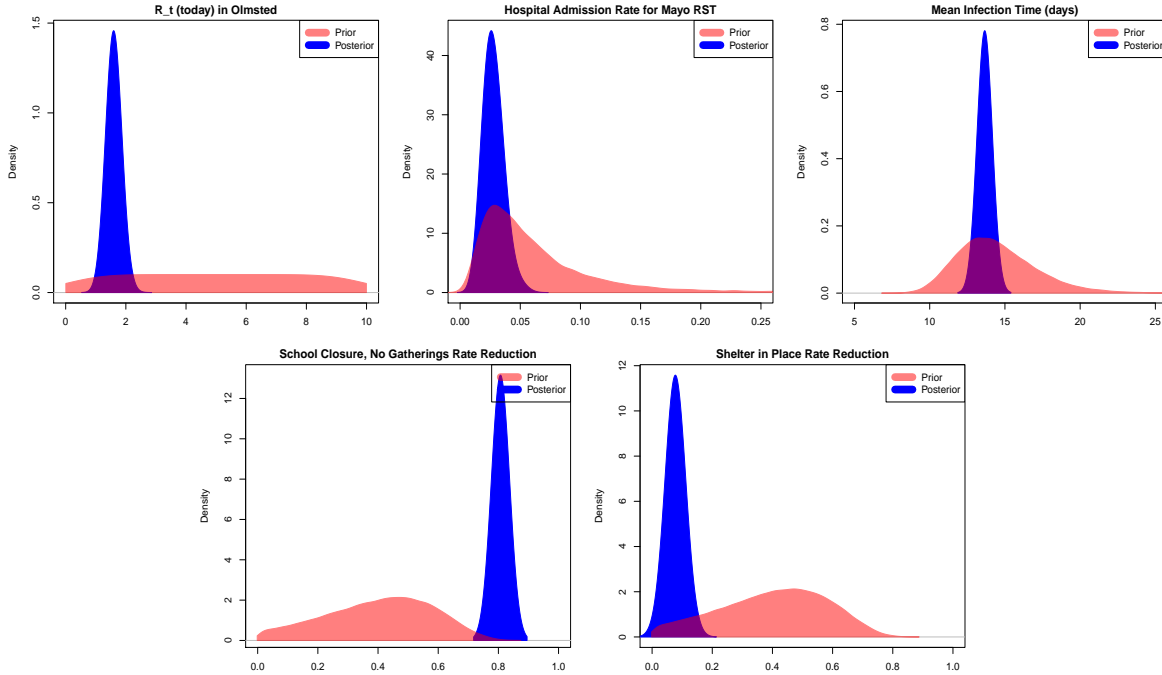 R_t (today) in Olmsted
Prior
Posterior
Density
0.0 0.5 1.0 1.5
0 2 4 6 8 10
Hospital Admission Rate for Mayo RST
Prior
Posterior
Density
0 10 20 30 40
0.00 0.05 0.10 0.15 0.20 0.25
Mean Infection Time (days)
Prior
Posterior
Density
0.0 0.2 0.4 0.6 0.8
5 10 15 20 25
School Closure, No Gatherings Rate Reduction
Prior
Posterior
Density
0 2 4 6 8 10 12
0.0 0.2 0.4 0.6 0.8 1.0
Shelter in Place Rate Reduction
Prior
Posterior
Density
0 2 4 6 8 10 12
0.0 0.2 0.4 0.6 0.8 1.0